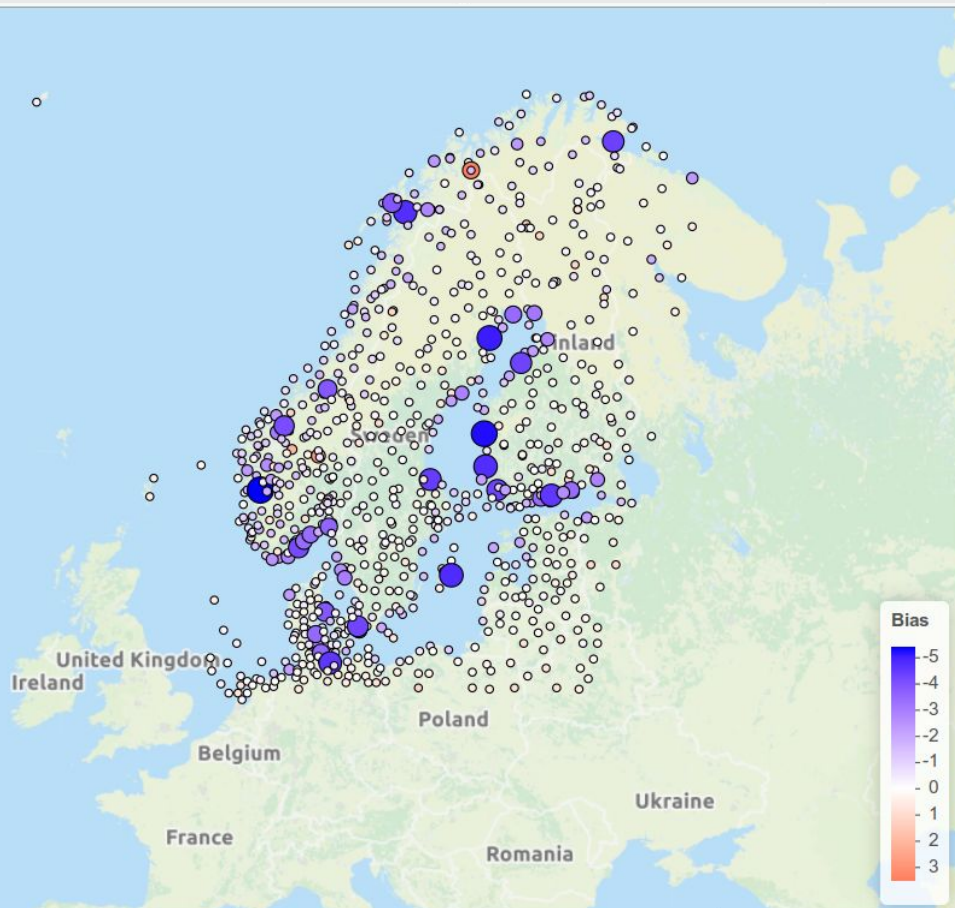 inland
Sweden
United Kingdom
Ireland
Poland
Belgium
Ukraine
France
Romania
Bias
-5
-4
-3
-2
-1
0
1
2
3